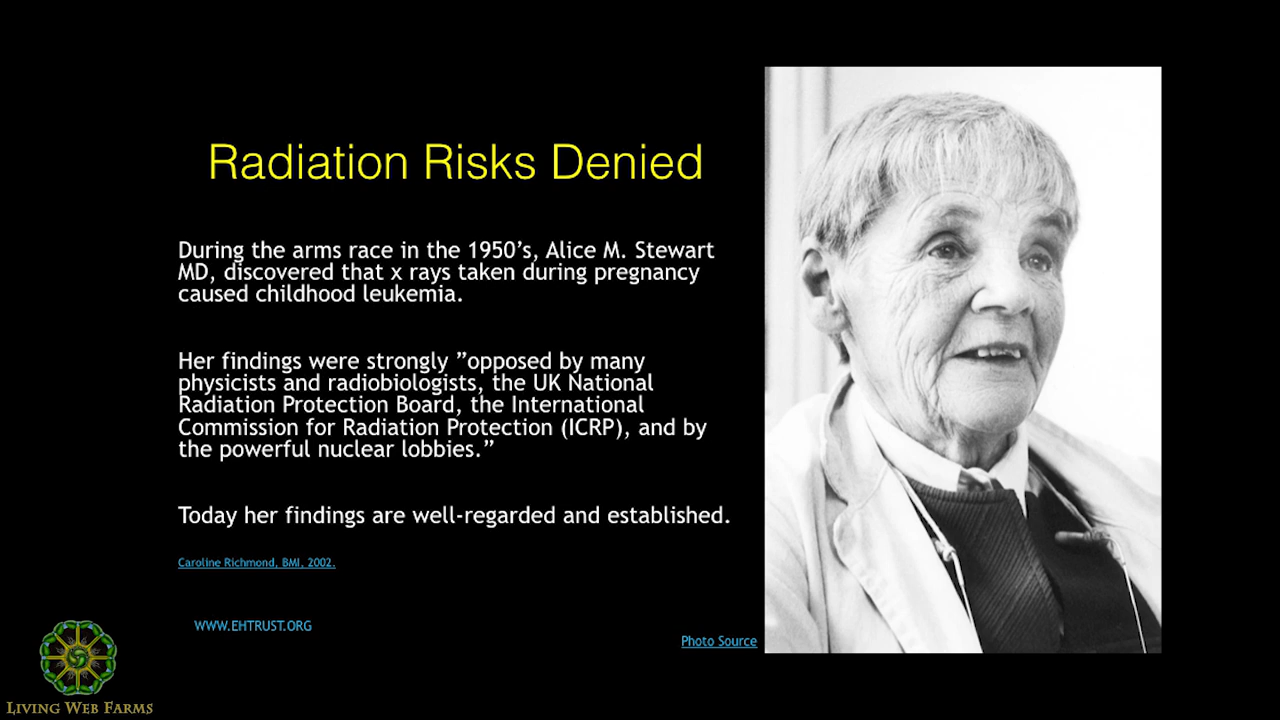 Radiation Risks Denied
During the arms race in the 1950’s, Alice M. Stewart
MD, discovered that x rays taken during pregnancy
caused childhood leukemia.
Her findings were strongly ”opposed by many
physicists and radiobiologists, the UK National
Radiation Protection Board, the International
Commission for Radiation Protection (ICRP), and by
the powerful nuclear lobbies.”
Today her findings are well-regarded and established.
Caroline Richmond, BMI, 2002.
WWW.EHTRUST.ORG
Photo Source
LIVING WEB FARMS